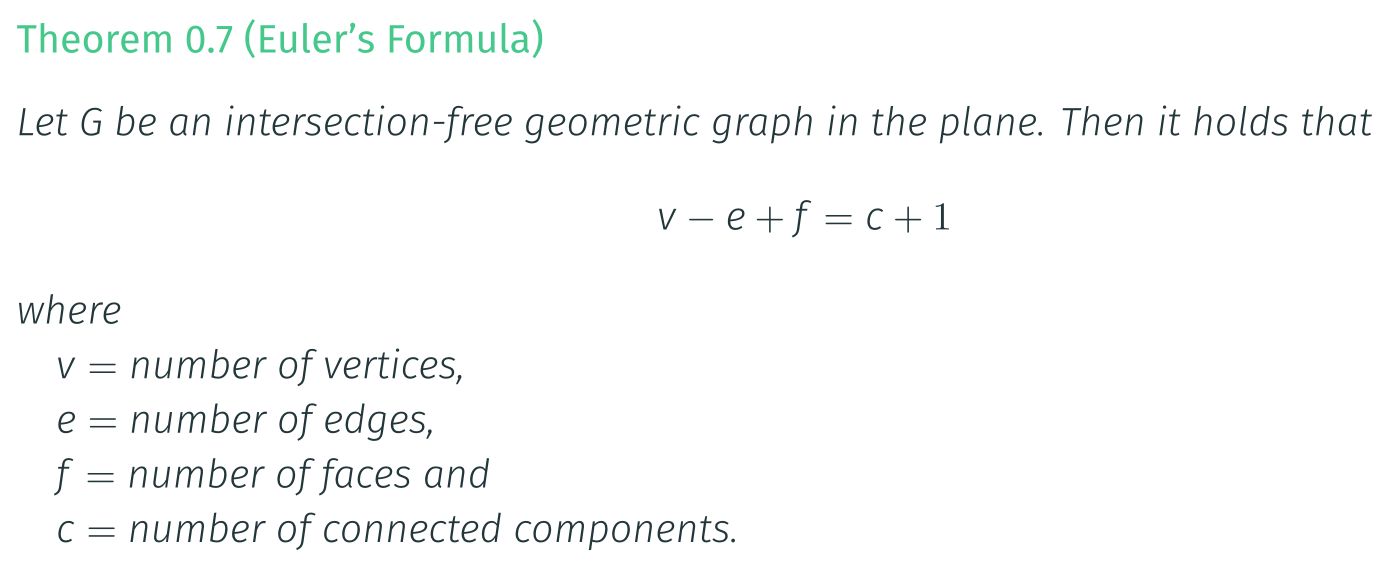 Theorem 0.7 (Euler’s Formula)
Let G be an intersection-free geometric graph in the plane. Then it holds that
v − e + f = c + 1
where
v = number of vertices,
e = number of edges,
f = number of faces and
c = number of connected components.